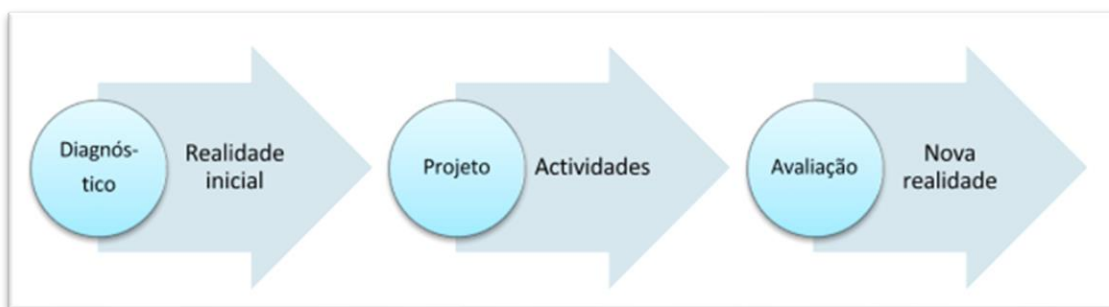 Diagnós-
tico
Realidade
inicial
Projeto
Actividades
Avaliação
Nova
realidade